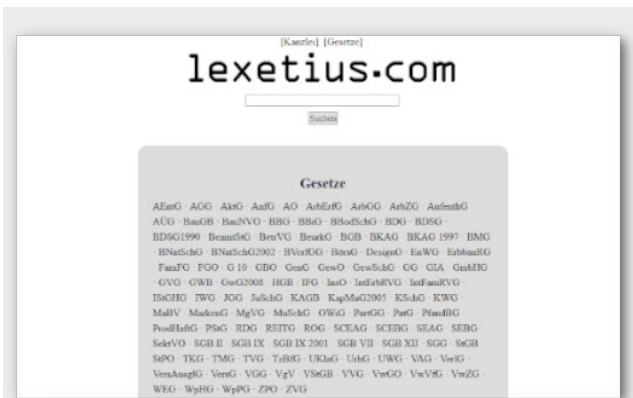 [Kanzlei] [Gesetze]
lexetius.com
Suchen
Gesetze
AEntG · AGG · AktG · AnfG · AO · ArbErfG · ArbGG · ArbZG · AufenthG ·
AÜG · BauGB · BauNVO · BBG · BBiG · BBodSchG · BDG · BDSG ·
BDSG1990 · BeamtStG · BetrVG · BeurkG · BGB · BKAG · BKAG 1997 · BMG
· BNatSchG · BNatSchG2002 · BVerfGG · BörsG · DesignG · EnWG · ErbbauRG
· FamFG · FGO · G 10 · GBO · GenG · GewO · GewSchG · GG · GIA · GmbHG
· GVG · GWB · GwG2008 · HGB · IFG · InsO · IntErbRVG · IntFamRVG ·
IStGHG · IWG · JGG · JuSchG · KAGB · KapMuG2005 · KSchG · KWG ·
MaBV · MarkenG · MgVG · MuSchG · OWiG · PartGG · PatG · PfandBG ·
ProdHaftG · PStG · RDG · REITG · ROG · SCEAG · SCEBG · SEAG · SEBG ·
SektVO · SGB II · SGB IX · SGB IX 2001 · SGB VII · SGB XII · SGG · StGB ·
StPO · TKG · TMG · TVG · TzBfG · UKlaG · UrhG · UWG · VAG · VerlG ·
VersAusglG · VersG · VGG · VgV · VStGB · VVG · VwGO · VwVfG · VwZG ·
WEG · WpHG · WpPG · ZPO · ZVG